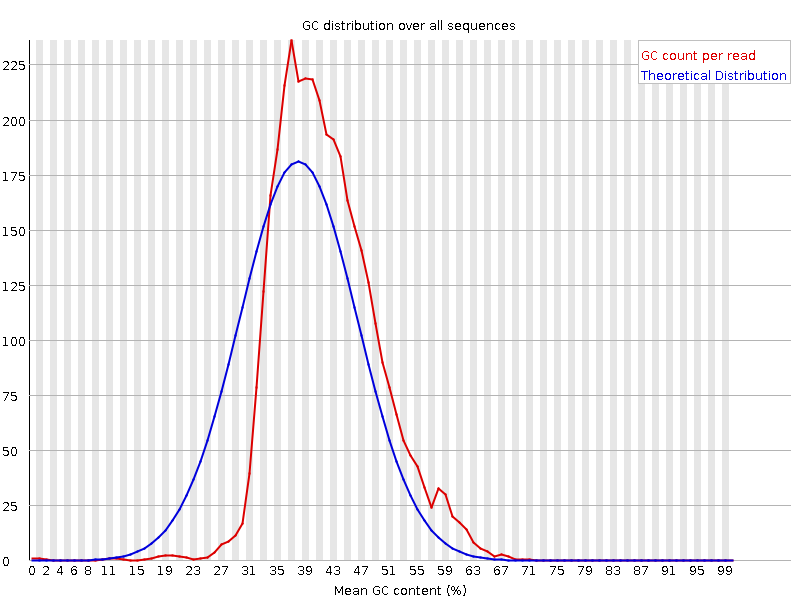 GC distribution over all sequences
GC count per read
Theoretical Distribution
225
200
175
150
125
100
75
50
25
0
0 2 4 6 8 11 15 19 23 27 31 35 39 43 47 51 55 59 63 67 71 75 79 83 87 91 95 99
Mean GC content (%)